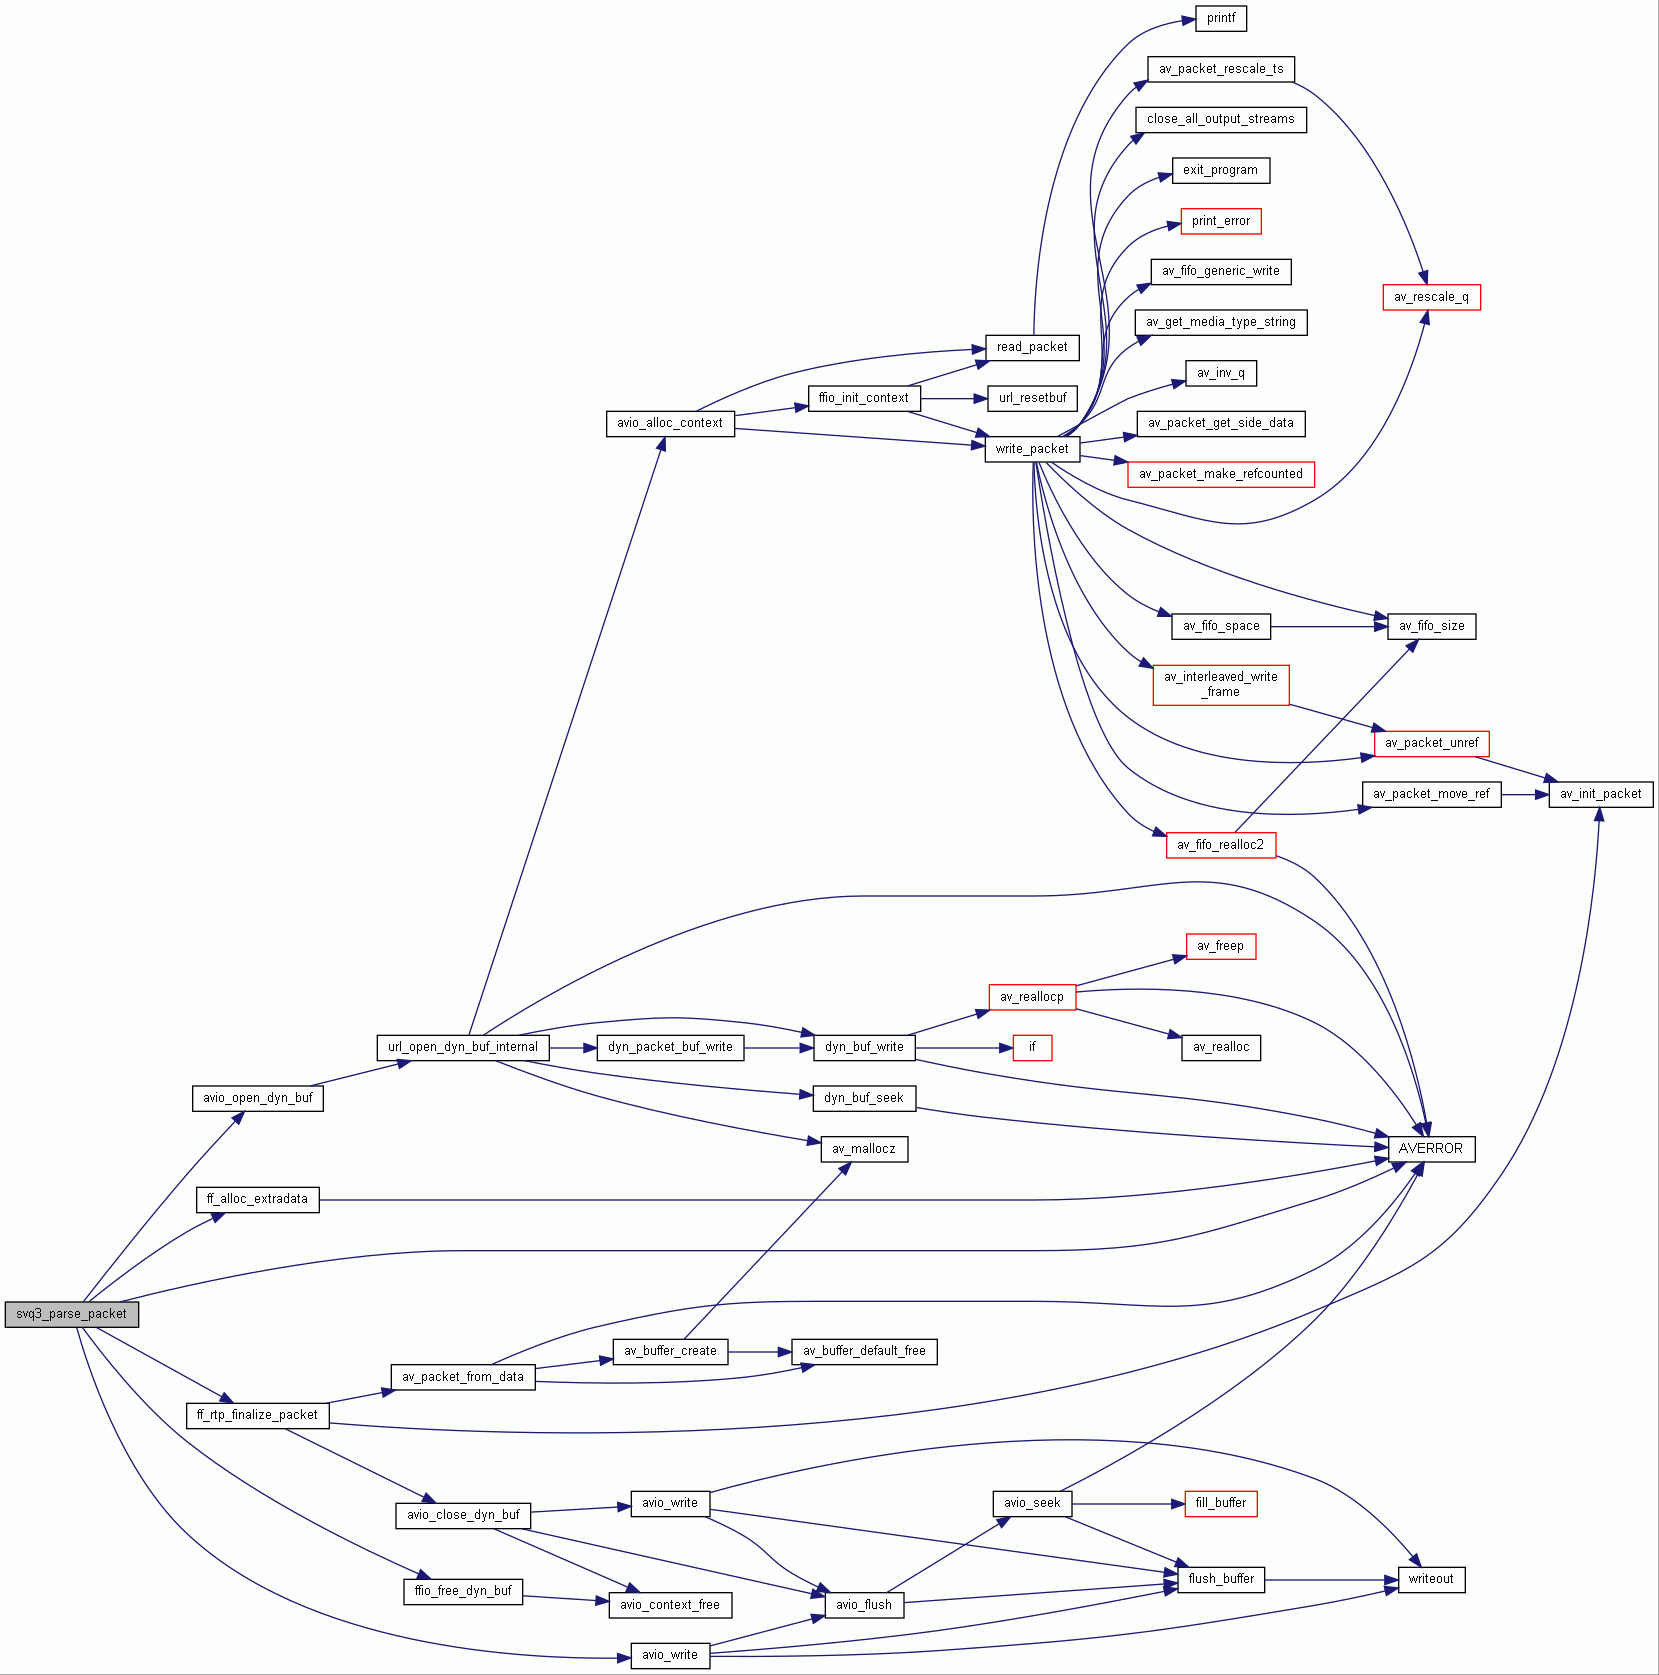 printf
av_packet_rescale_ts
close_all_output_streams
exit_program
print_error
av_fifo_generic_write
av_rescale_q
av_get_media_type_string
read_packet
av_inv_q
ffio_init_context
url_resetbuf
avio_alloc_context
av_packet_get_side_data
write_packet
av_packet_make_refcounted
av_fifo_space
av_fifo_size
av_interleaved_write
_frame
av_packet_unref
av_packet_move_ref
av_init_packet
av_fifo_realloc2
av_freep
av_reallocp
url_open_dyn_buf_internal
dyn_packet_buf_write
dyn_buf_write
if
av_realloc
avio_open_dyn_buf
dyn_buf_seek
av_mallocz
AVERROR
ff_alloc_extradata
svq3_parse_packet
av_buffer_create
av_buffer_default_free
av_packet_from_data
ff_rtp_finalize_packet
avio_write
avio_seek
fill_buffer
avio_close_dyn_buf
flush_buffer
writeout
ffio_free_dyn_buf
avio_context_free
avio_flush
avio_write